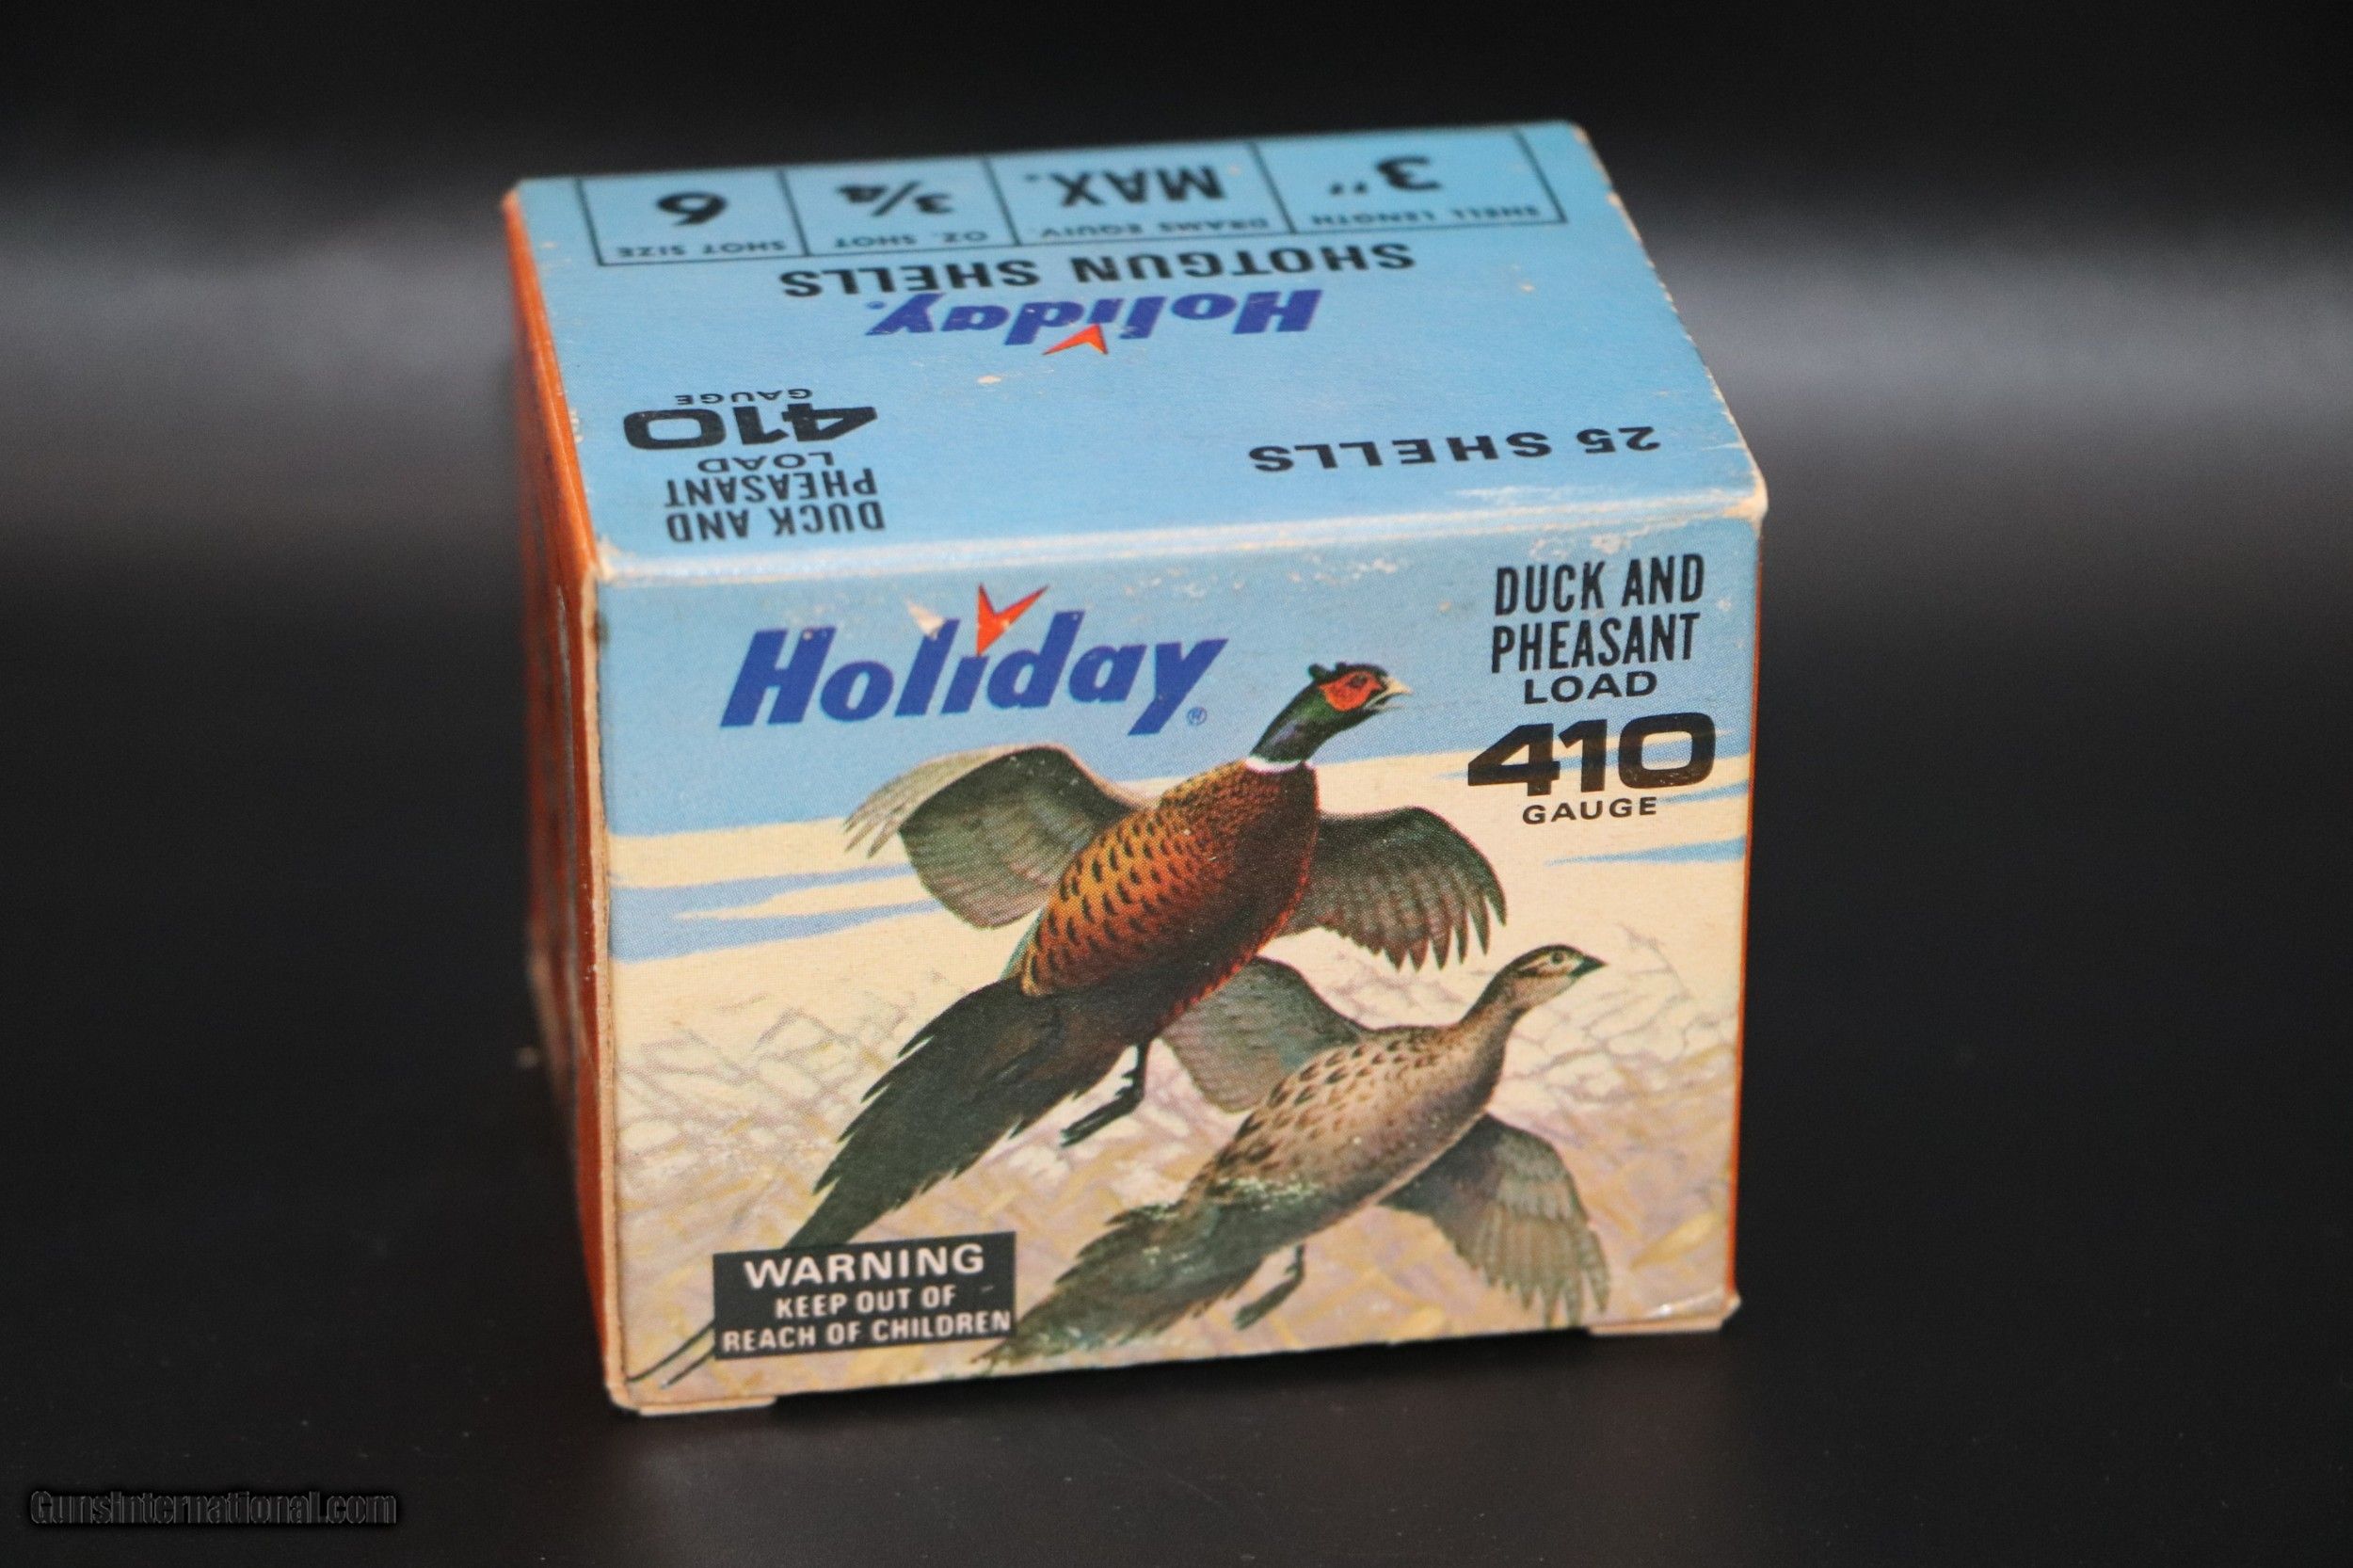 SHELL LENGTH DRAMS EQUIV. OZ. SHOT SHOT SIZE
3" MAX. 3/4 6
SHOTGUN SHELLS
Holiday®
25 SHELLS
DUCK AND
PHEASANT
LOAD
410
GAUGE
Holiday®
DUCK AND
PHEASANT
LOAD
410
GAUGE
WARNING
KEEP OUT OF
REACH OF CHILDREN
GunsInternational.com